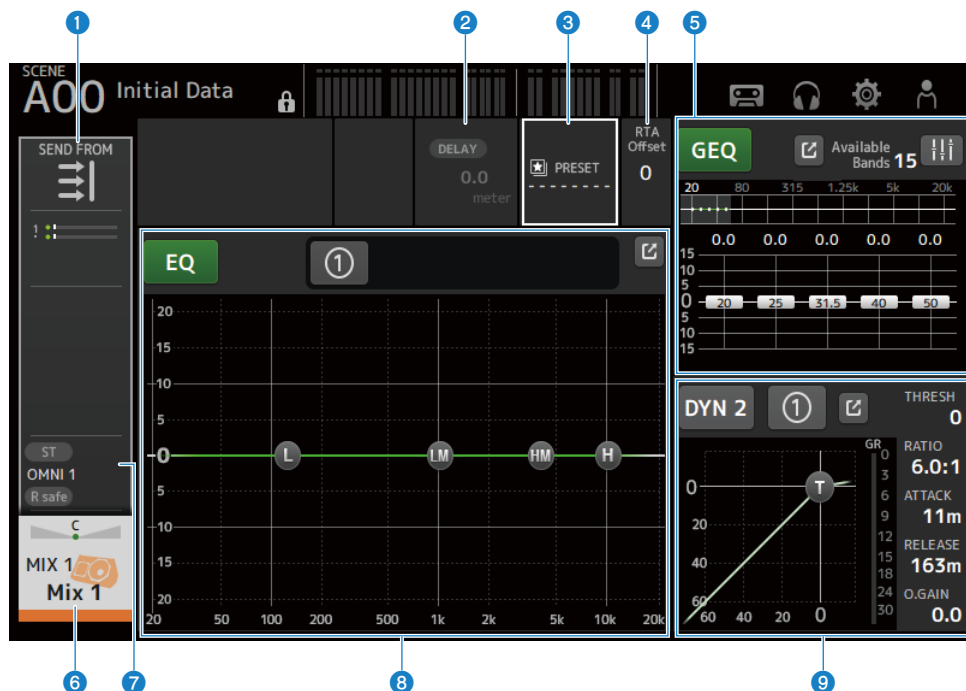 1 2 3 4 5
SCENE
A00 Initial Data
SEND FROM
1
ST
OMNI 1
R safe
C
MIX 1
Mix 1
DELAY
0.0
meter
PRESET
--------
RTA
Offset
0
EQ
1
20
15
10
5
0
5
10
15
20
L LM HM H
20 50 100 200 500 1k 2k 5k 10k 20k
GEQ
Available
Bands 15
20 80 315 1.25k 5k 20k
0.0 0.0 0.0 0.0 0.0
15
10
5
0
5
10
15
20 25 31.5 40 50
DYN 2
1
T
0
20
40
60
60 40 20 0
GR
0
3
6
9
12
15
18
24
30
THRESH
0
RATIO
6.0:1
ATTACK
11m
RELEASE
163m
O.GAIN
0.0
6 7 8 9